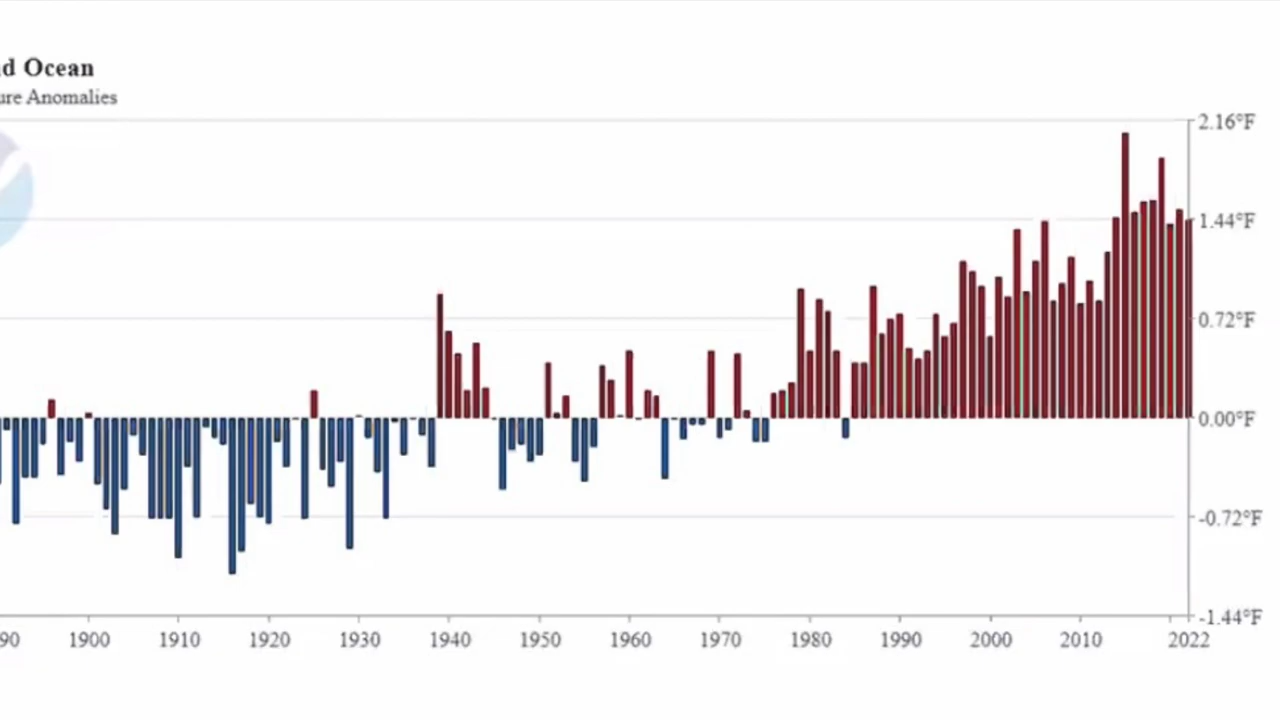 d Ocean
ure Anomalies
2.16°F
1.44°F
0.72°F
0.00°F
-0.72°F
-1.44°F
90 1900 1910 1920 1930 1940 1950 1960 1970 1980 1990 2000 2010 2022